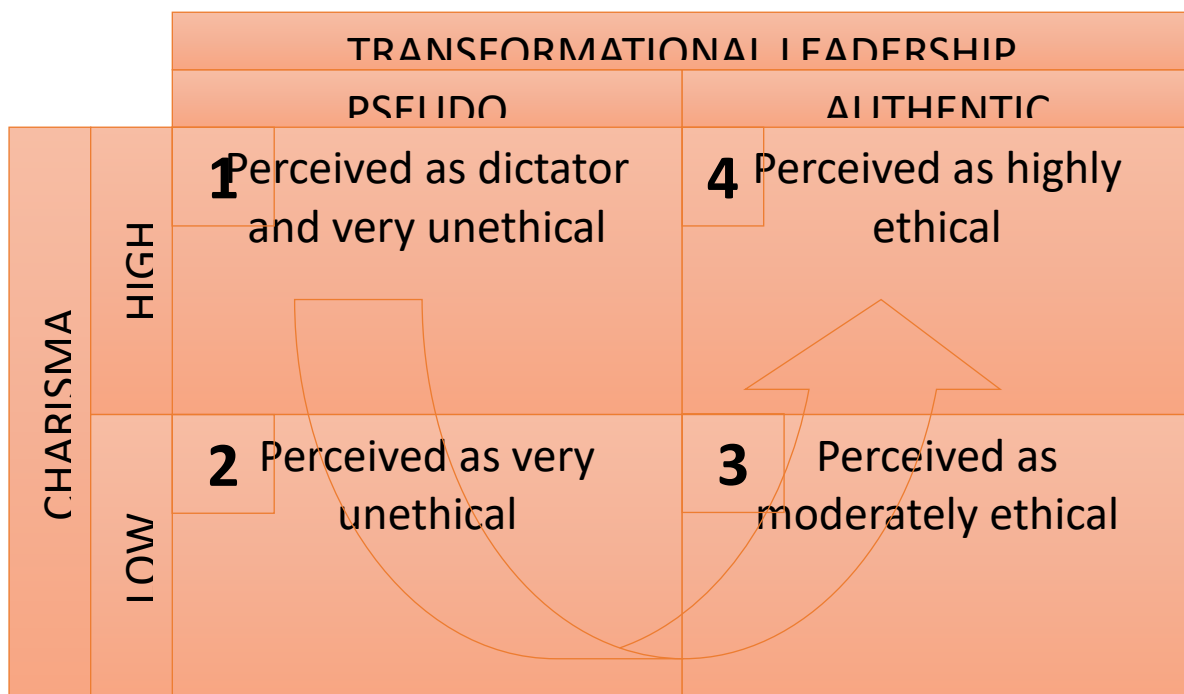 TRANSFORMATIONAL LEADERSHIP
PSEUDO
AUTHENTIC
CHARISMA
HIGH
1
Perceived as dictator
and very unethical
4
Perceived as highly
ethical
LOW
2
Perceived as very
unethical
3
Perceived as
moderately ethical